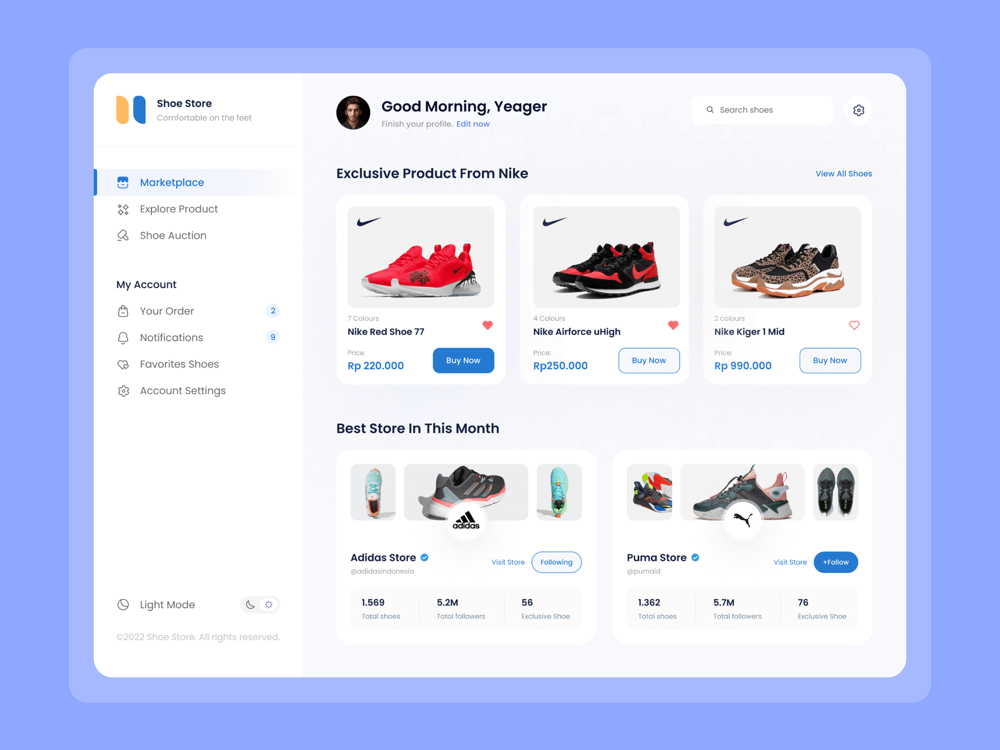 Shoe Store
Comfortable on the feet
Marketplace
Explore Product
Shoe Auction
My Account
Your Order 2
Notifications 9
Favorites Shoes
Account Settings
Light Mode
©2022 Shoe Store. All rights reserved.
Good Morning, Yeager
Finish your profile. Edit now
Search shoes
Exclusive Product From Nike
View All Shoes
7 Colours
Nike Red Shoe 77
Price:
Rp 220.000
Buy Now
4 Colours
Nike Airforce uHigh
Price:
Rp250.000
Buy Now
2 colours
Nike Kiger 1 Mid
Price:
Rp 990.000
Buy Now
Best Store In This Month
adidas
Adidas Store
@adidasindonesia
Visit Store
Following
1.569
Total shoes
5.2M
Total followers
56
Exclusive Shoe
Puma Store
@pumaid
Visit Store
+Follow
1.362
Total shoes
5.7M
Total followers
76
Exclusive Shoe